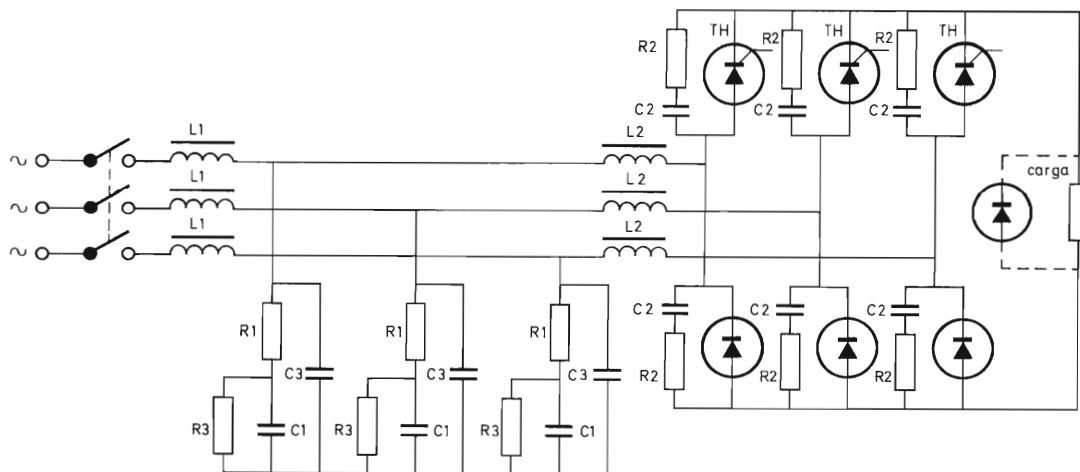 TH TH TH
R2 R2 R2
C2 C2 C2
L1 L2
~
carga
L1 L2
~
L1 L2
~
C2 C2 C2
R1 R1 R1
R2 R2 R2
C3 C3 C3
R3 C1 R3 C1 R3 C1